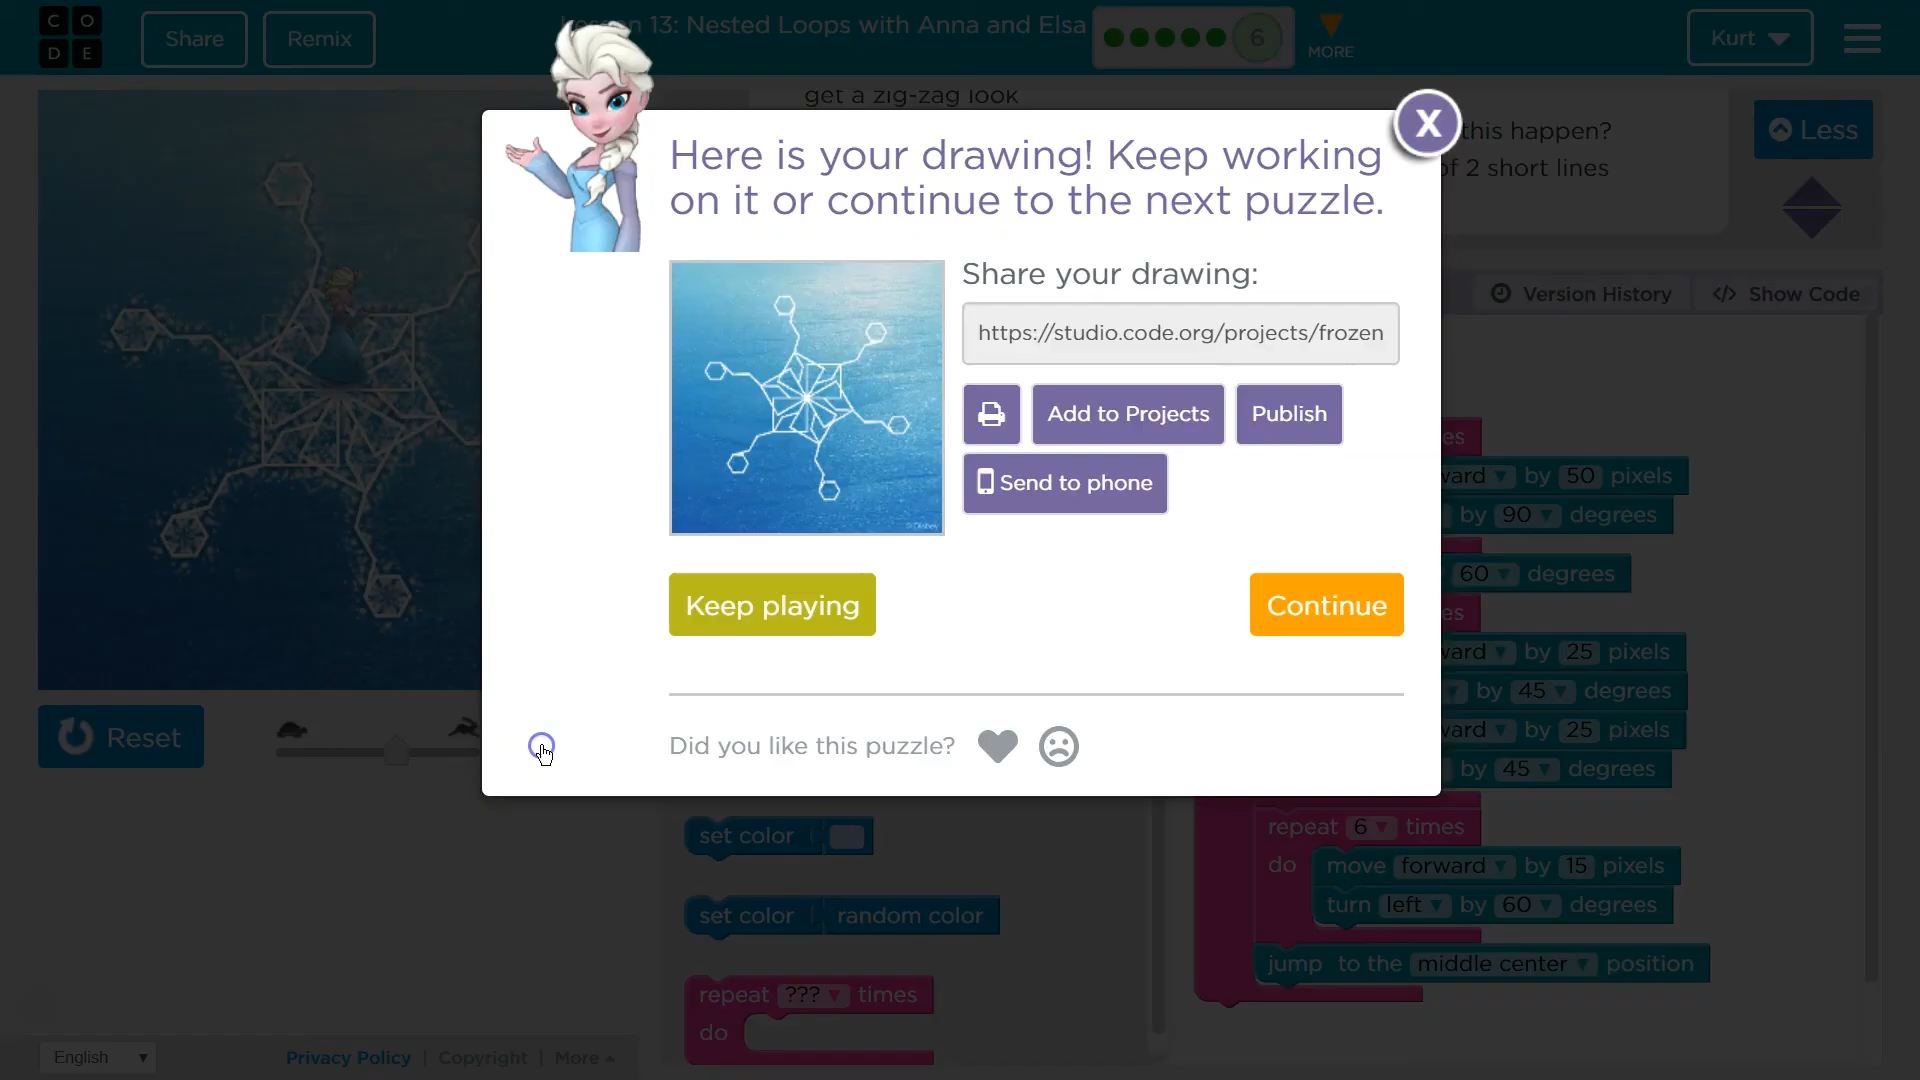 CODE
Share
Remix
n 13: Nested Loops with Anna and Elsa
6
MORE
Kurt
get a zig-zag look
this happen?
of 2 short lines
Less
X
Here is your drawing! Keep working
on it or continue to the next puzzle.
Share your drawing:
https://studio.code.org/projects/frozen
Add to Projects
Publish
Send to phone
© Disney
Keep playing
Continue
Did you like this puzzle?
Version History
</> Show Code
Reset
es
ward by 50 pixels
by 90 degrees
60 degrees
es
ward by 25 pixels
by 45 degrees
ward by 25 pixels
by 45 degrees
repeat 6 times
do move forward by 15 pixels
turn left by 60 degrees
jump to the middle center position
set color
set color random color
repeat ??? times
do
English
Privacy Policy | Copyright | More